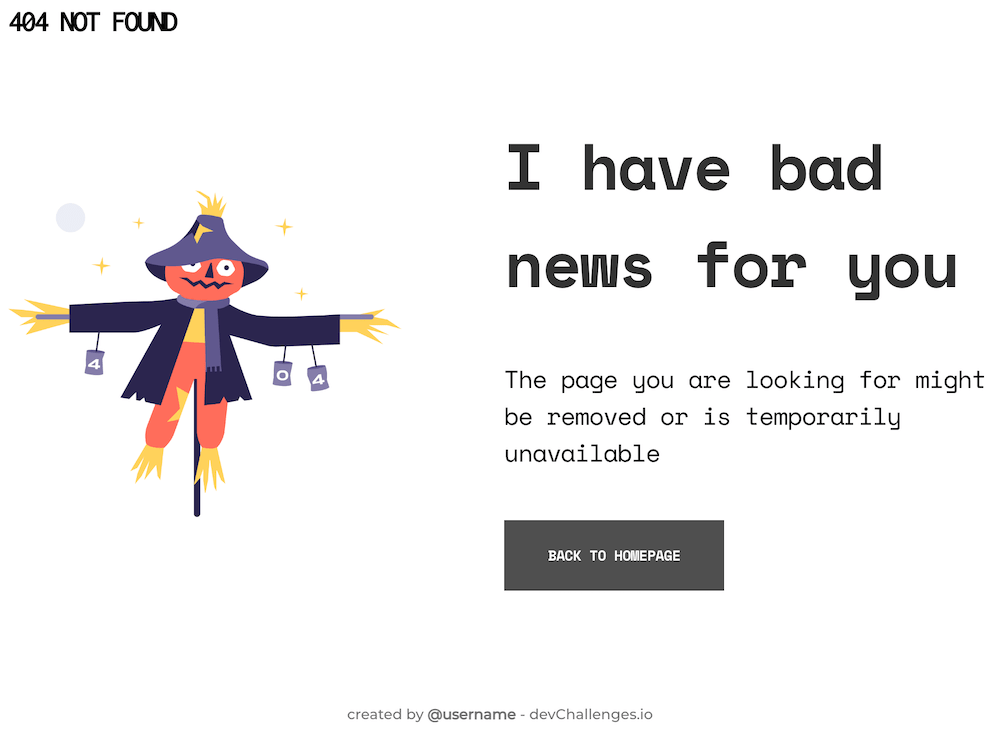 404 NOT FOUND
I have bad
news for you
4
0
4
The page you are looking for might
be removed or is temporarily
unavailable
BACK TO HOMEPAGE
created by @username - devChallenges.io